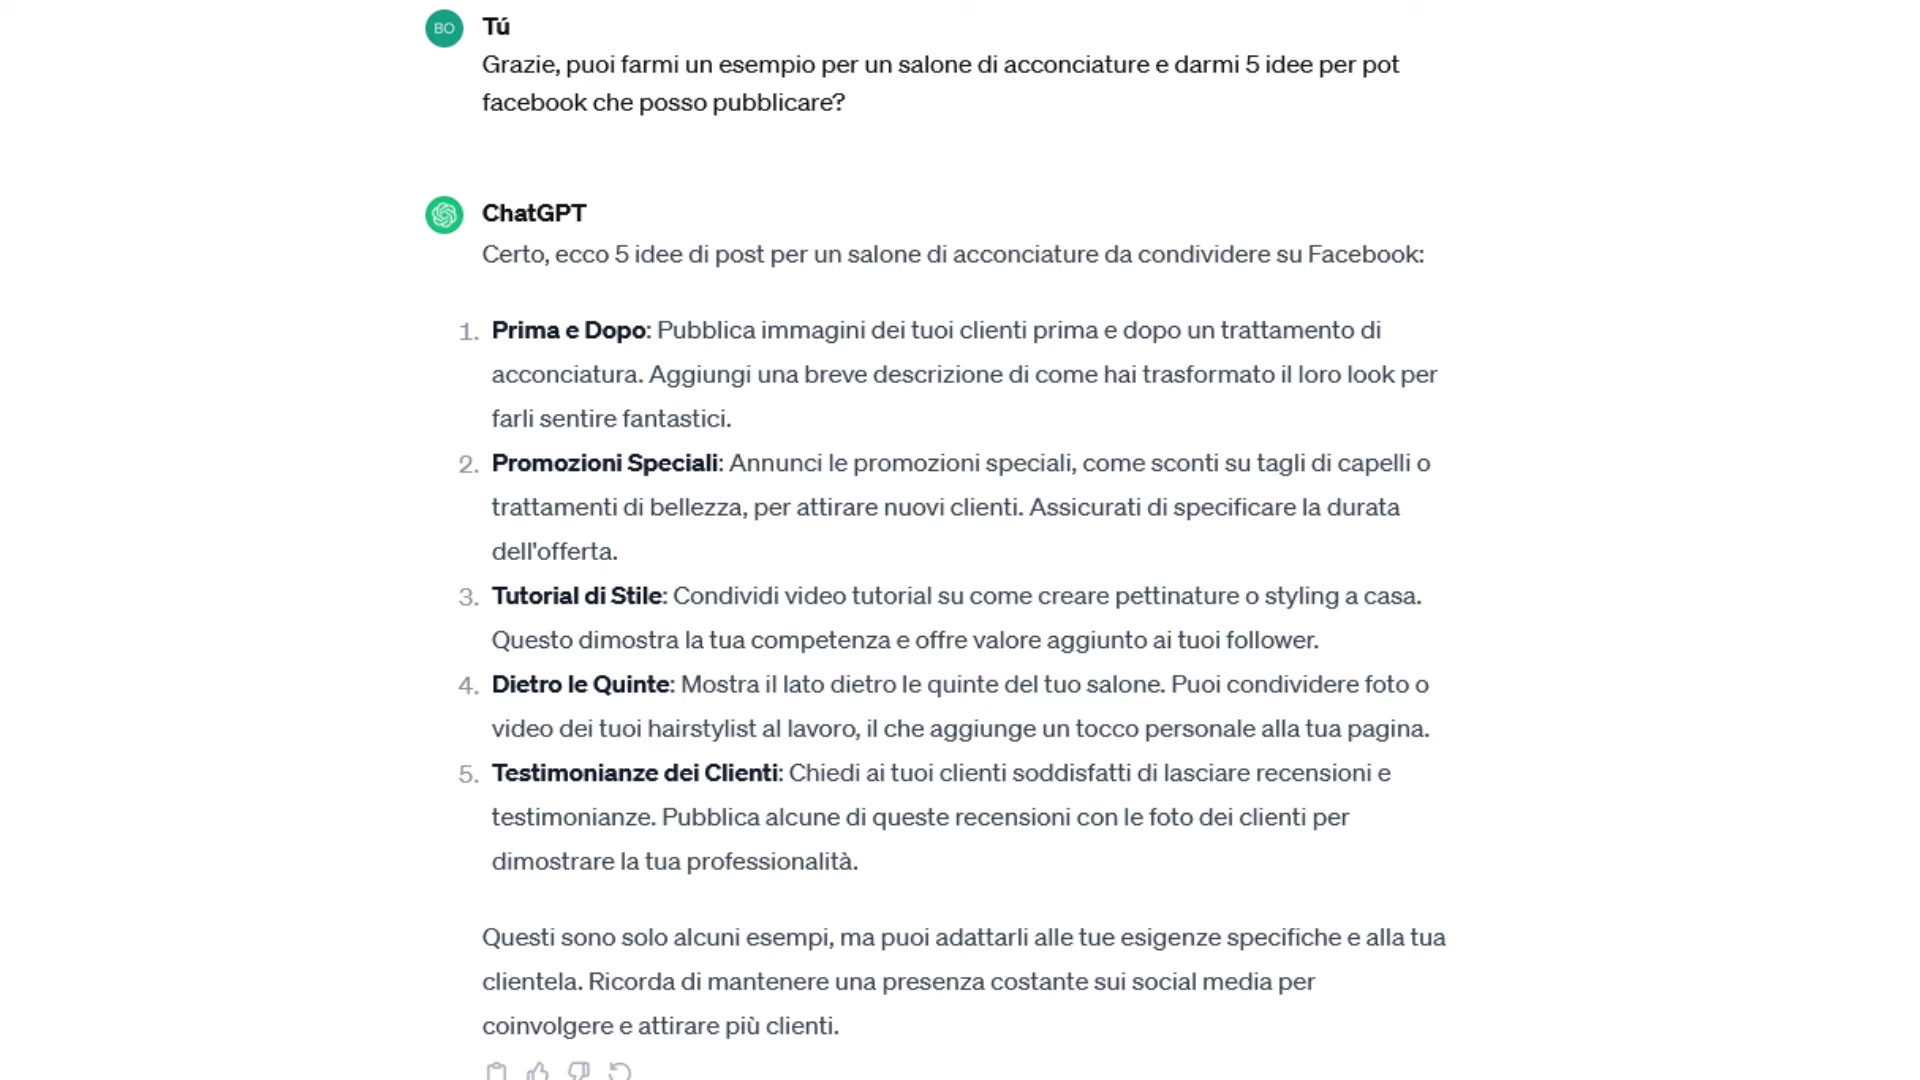 BO
Tú
Grazie, puoi farmi un esempio per un salone di acconciature e darmi 5 idee per pot
facebook che posso pubblicare?
ChatGPT
Certo, ecco 5 idee di post per un salone di acconciature da condividere su Facebook:
1. Prima e Dopo: Pubblica immagini dei tuoi clienti prima e dopo un trattamento di
acconciatura. Aggiungi una breve descrizione di come hai trasformato il loro look per
farli sentire fantastici.
2. Promozioni Speciali: Annunci le promozioni speciali, come sconti su tagli di capelli o
trattamenti di bellezza, per attirare nuovi clienti. Assicurati di specificare la durata
dell'offerta.
3. Tutorial di Stile: Condividi video tutorial su come creare pettinature o styling a casa.
Questo dimostra la tua competenza e offre valore aggiunto ai tuoi follower.
4. Dietro le Quinte: Mostra il lato dietro le quinte del tuo salone. Puoi condividere foto o
video dei tuoi hairstylist al lavoro, il che aggiunge un tocco personale alla tua pagina.
5. Testimonianze dei Clienti: Chiedi ai tuoi clienti soddisfatti di lasciare recensioni e
testimonianze. Pubblica alcune di queste recensioni con le foto dei clienti per
dimostrare la tua professionalità.
Questi sono solo alcuni esempi, ma puoi adattarli alle tue esigenze specifiche e alla tua
clientela. Ricorda di mantenere una presenza costante sui social media per
coinvolgere e attirare più clienti.